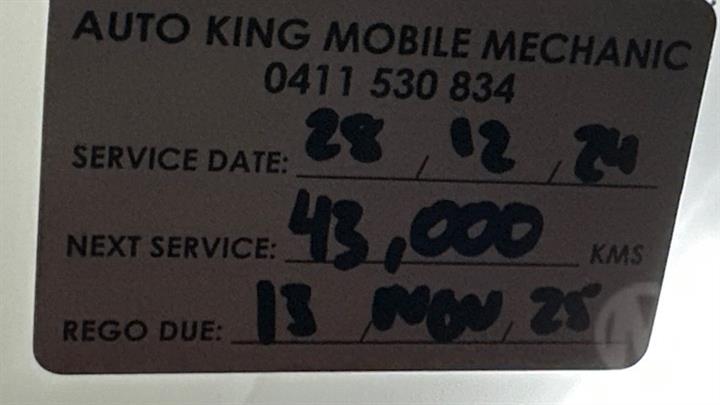 AUTO KING MOBILE MECHANIC
0411 530 834
SERVICE DATE: 28 / 12 / 24
NEXT SERVICE: 43,000 KMS
REGO DUE: 13 / NOV / 25